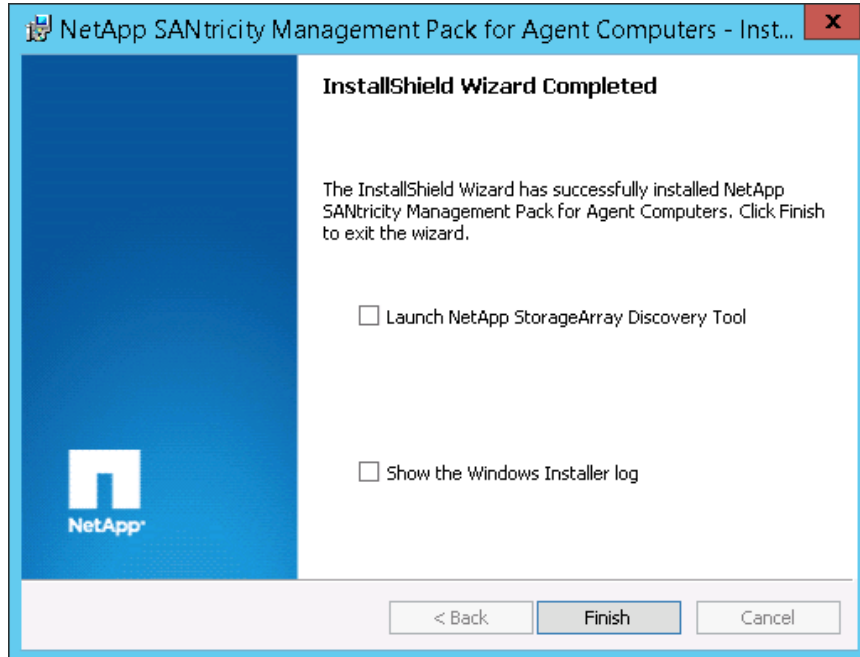 NetApp SANtricity Management Pack for Agent Computers - Inst...
x
InstallShield Wizard Completed
The InstallShield Wizard has successfully installed NetApp
SANtricity Management Pack for Agent Computers. Click Finish
to exit the wizard.
Launch NetApp StorageArray Discovery Tool
Show the Windows Installer log
NetApp
< Back
Finish
Cancel